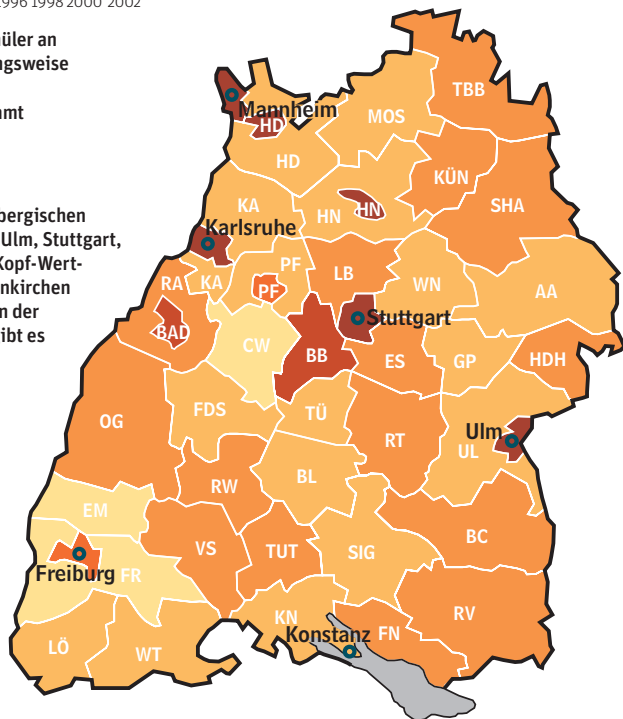 1996 1998 2000 2002
üler an
ngsweise
mt
bergischen
Ulm, Stuttgart,
Kopf-Wert-
nkirchen
n der
ibt es
TBB
Mannheim
MOS
HD
HD
KÜN
SHA
KA
HN
HN
Karlsruhe
PF
LB
RA
KA
WN
AA
PF
Stuttgart
BAD
CW
BB
ES
GP
HDH
OG
FDS
TÜ
RT
Ulm
UL
RW
BL
EM
BC
VS
TUT
SIG
Freiburg
FR
RV
KN
FN
Konstanz
LÖ
WT